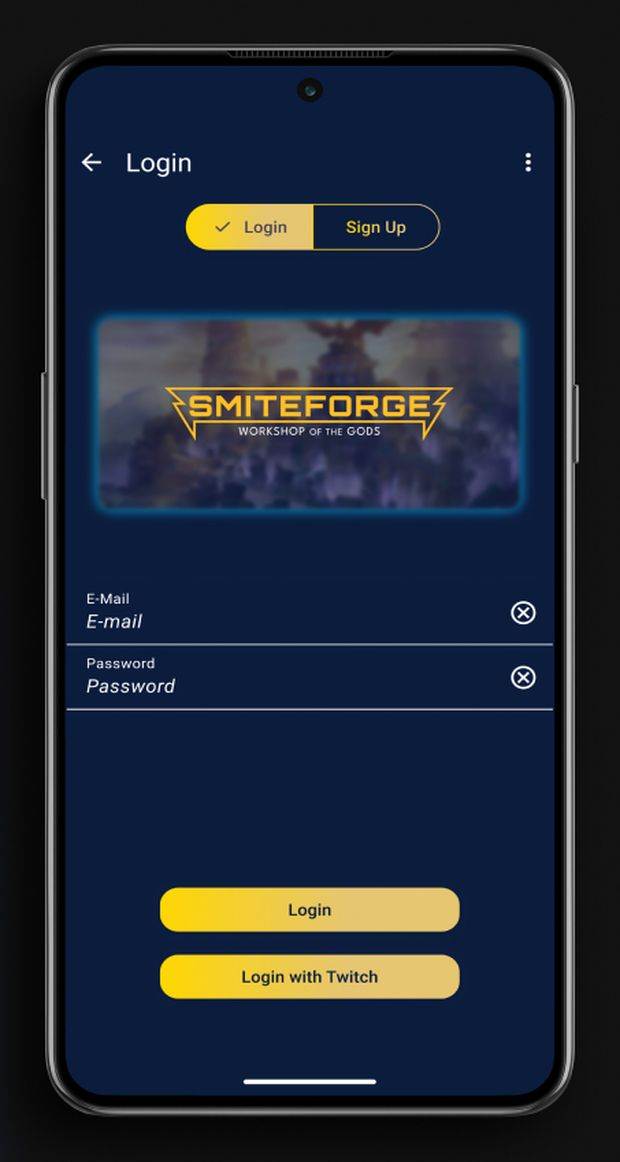 Login
Login Sign Up
SMITEFORGE
WORKSHOP OF THE GODS
E-Mail
E-mail
Password
Password
Login
Login with Twitch